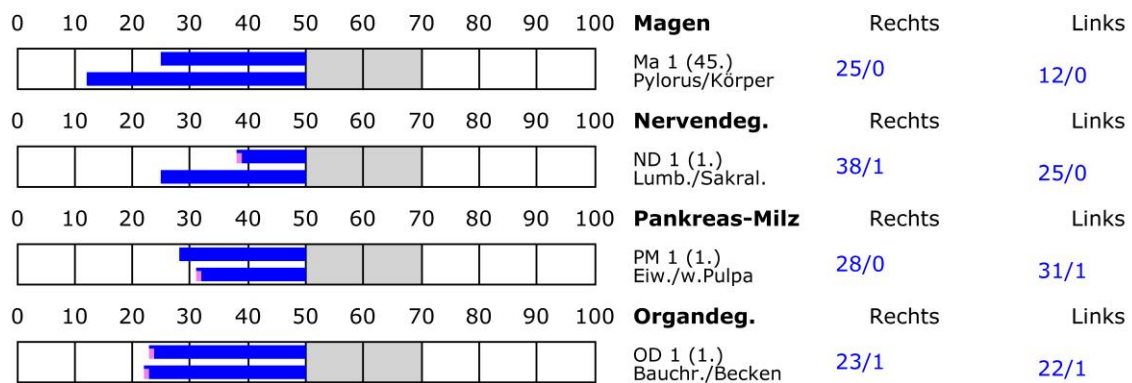 0 10 20 30 40 50 60 70 80 90 100 Magen Rechts Links
Ma 1 (45.) 25/0 12/0
Pylorus/Körper
0 10 20 30 40 50 60 70 80 90 100 Nervendeg. Rechts Links
ND 1 (1.) 38/1 25/0
Lumb./Sakral.
0 10 20 30 40 50 60 70 80 90 100 Pankreas-Milz Rechts Links
PM 1 (1.) 28/0 31/1
Eiw./w.Pulpa
0 10 20 30 40 50 60 70 80 90 100 Organdeg. Rechts Links
OD 1 (1.) 23/1 22/1
Bauchr./Becken